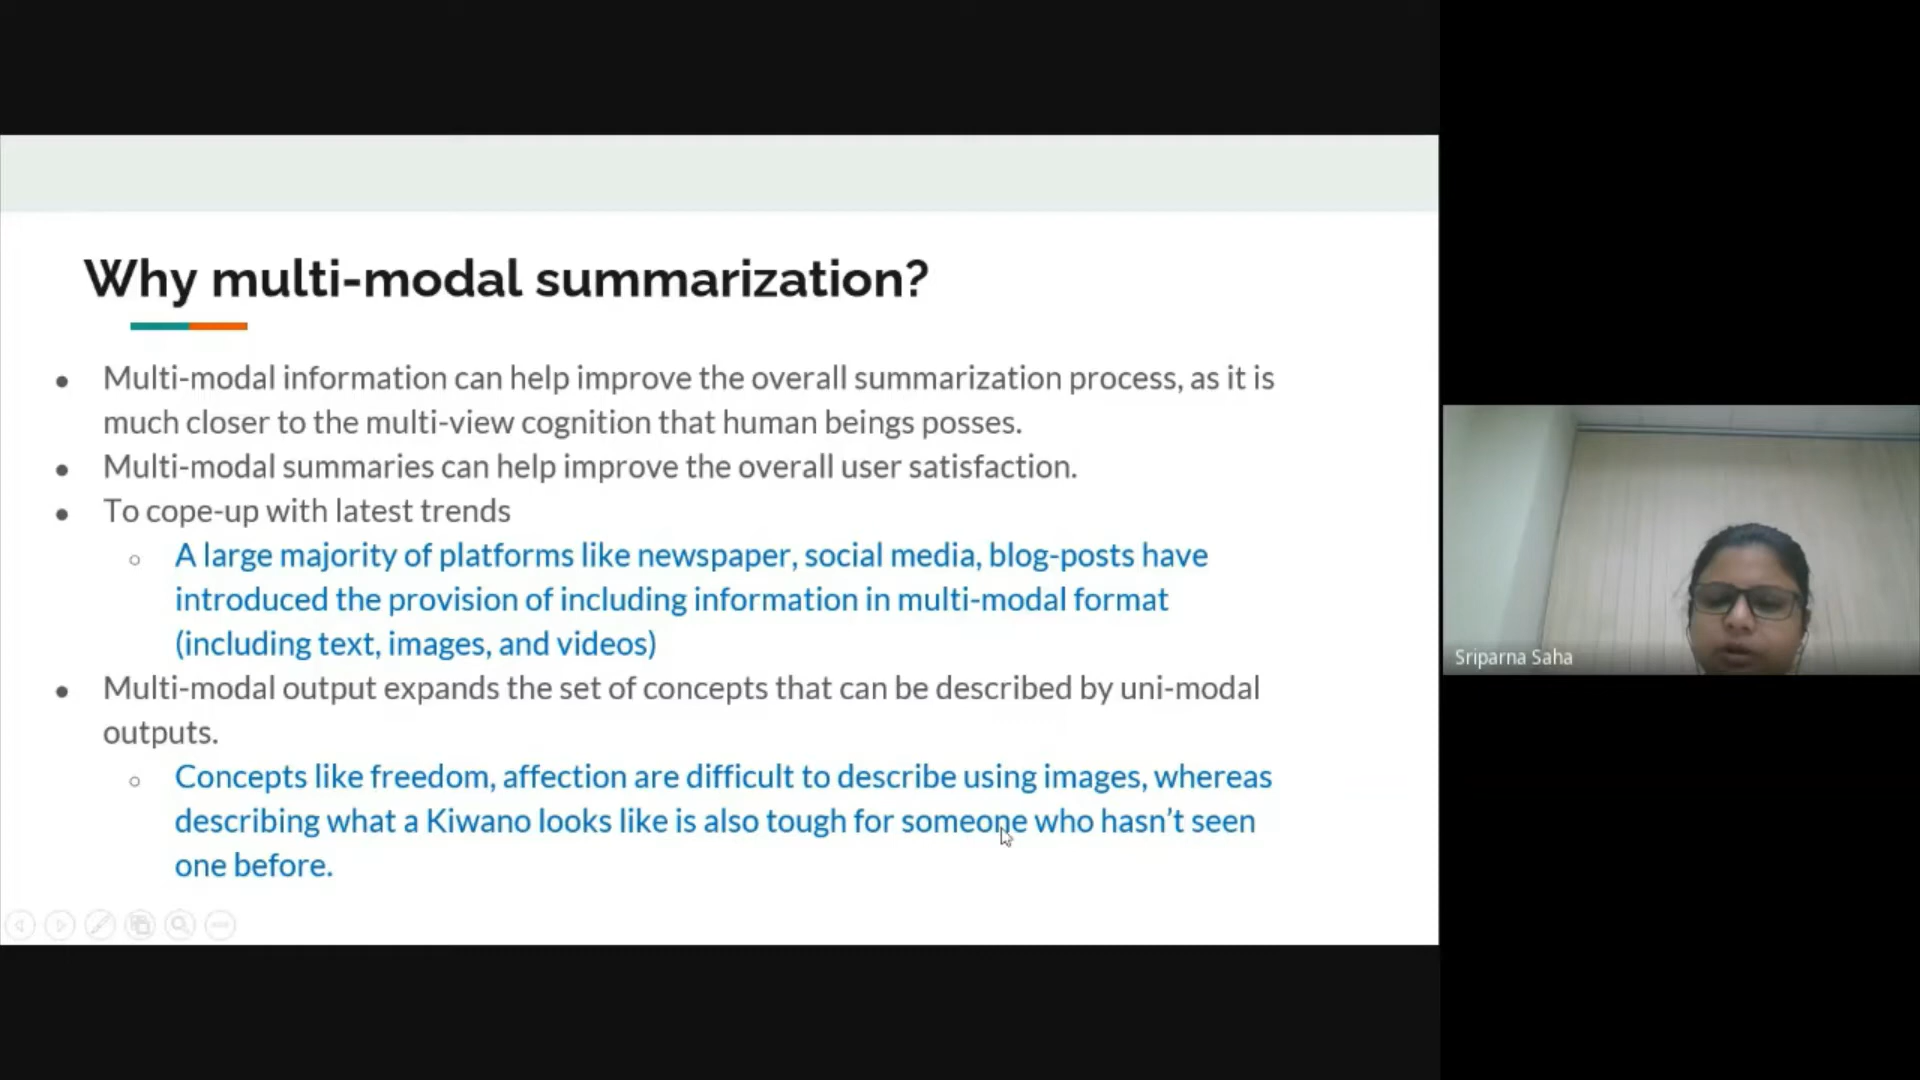 Why multi-modal summarization?
Multi-modal information can help improve the overall summarization process, as it is
much closer to the multi-view cognition that human beings posses.
Multi-modal summaries can help improve the overall user satisfaction.
To cope-up with latest trends
A large majority of platforms like newspaper, social media, blog-posts have
introduced the provision of including information in multi-modal format
(including text, images, and videos)
Multi-modal output expands the set of concepts that can be described by uni-modal
outputs.
Concepts like freedom, affection are difficult to describe using images, whereas
describing what a Kiwano looks like is also tough for someone who hasn't seen
one before.
Sriparna Saha